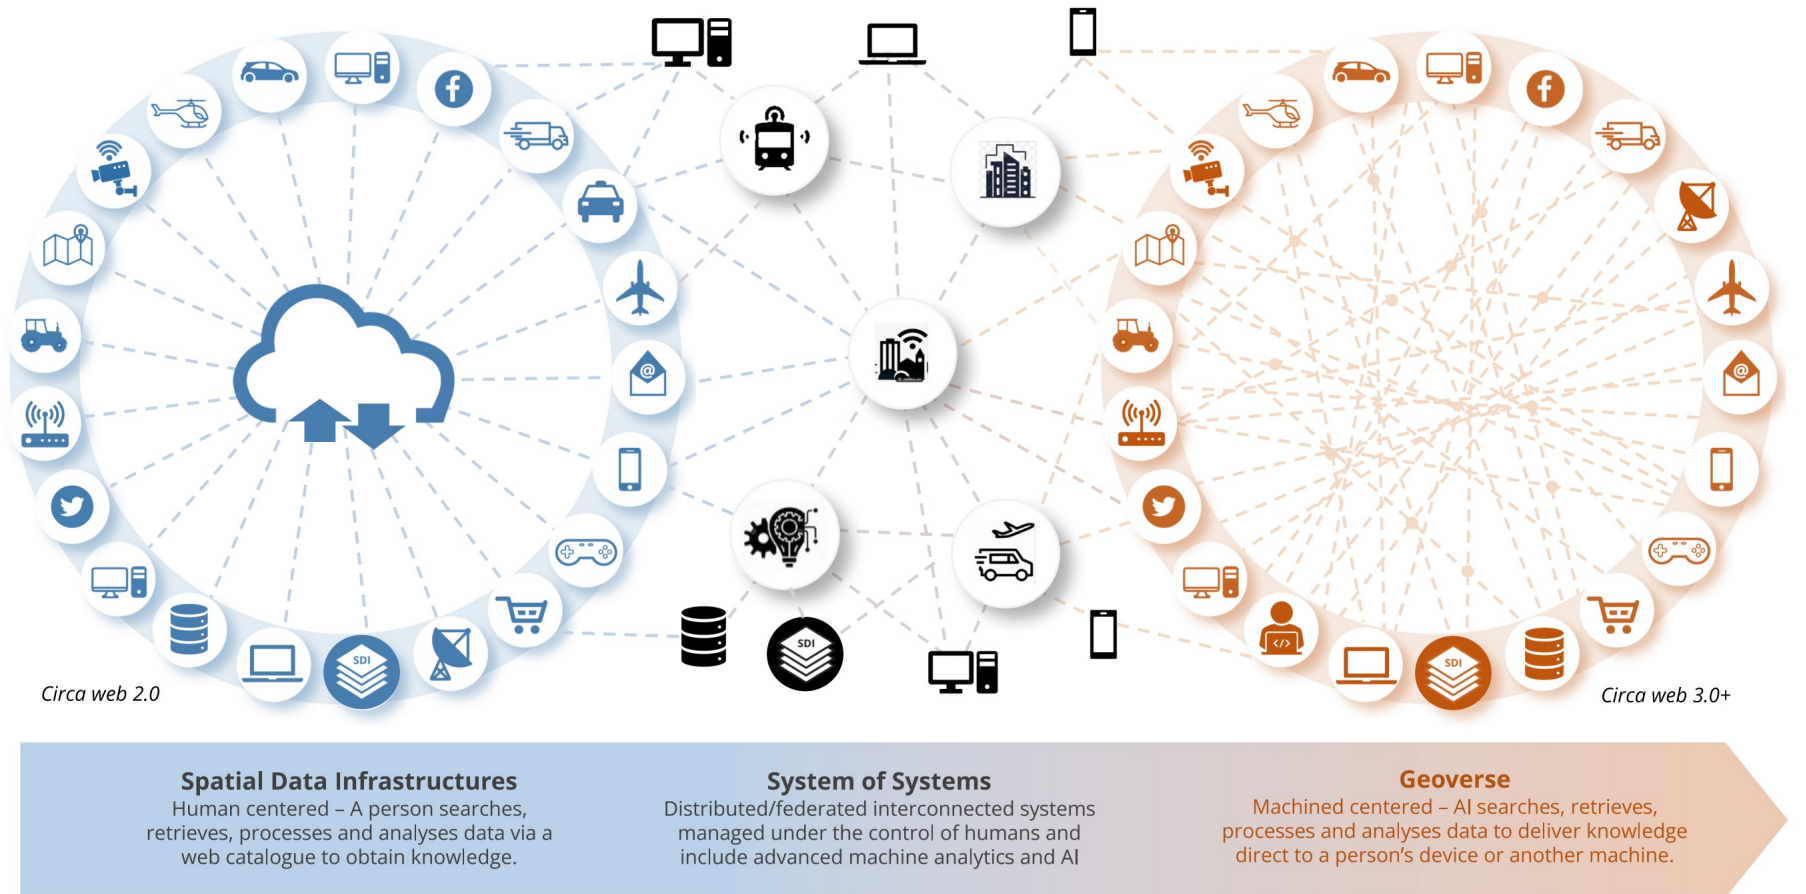 f
f
@
@
SDI
SDI
</>
SDI
Circa web 2.0
Circa web 3.0+
Spatial Data Infrastructures
Human centered – A person searches,
retrieves, processes and analyses data via a
web catalogue to obtain knowledge.
System of Systems
Distributed/federated interconnected systems
managed under the control of humans and
include advanced machine analytics and AI
Geoverse
Machined centered – AI searches, retrieves,
processes and analyses data to deliver knowledge
direct to a person’s device or another machine.